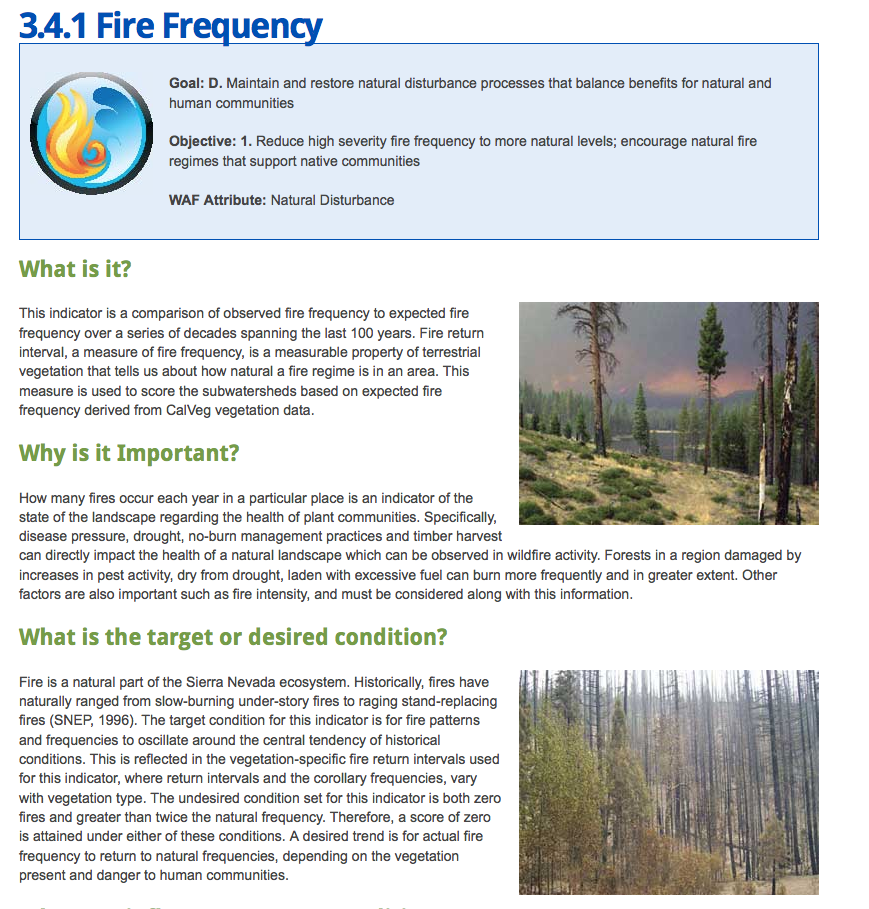 3.4.1 Fire Frequency
Goal: D. Maintain and restore natural disturbance processes that balance benefits for natural and
human communities
Objective: 1. Reduce high severity fire frequency to more natural levels; encourage natural fire
regimes that support native communities
WAF Attribute: Natural Disturbance
What is it?
This indicator is a comparison of observed fire frequency to expected fire
frequency over a series of decades spanning the last 100 years. Fire return
interval, a measure of fire frequency, is a measurable property of terrestrial
vegetation that tells us about how natural a fire regime is in an area. This
measure is used to score the subwatersheds based on expected fire
frequency derived from CalVeg vegetation data.
Why is it Important?
How many fires occur each year in a particular place is an indicator of the
state of the landscape regarding the health of plant communities. Specifically,
disease pressure, drought, no-burn management practices and timber harvest
can directly impact the health of a natural landscape which can be observed in wildfire activity. Forests in a region damaged by
increases in pest activity, dry from drought, laden with excessive fuel can burn more frequently and in greater extent. Other
factors are also important such as fire intensity, and must be considered along with this information.
What is the target or desired condition?
Fire is a natural part of the Sierra Nevada ecosystem. Historically, fires have
naturally ranged from slow-burning under-story fires to raging stand-replacing
fires (SNEP, 1996). The target condition for this indicator is for fire patterns
and frequencies to oscillate around the central tendency of historical
conditions. This is reflected in the vegetation-specific fire return intervals used
for this indicator, where return intervals and the corollary frequencies, vary
with vegetation type. The undesired condition set for this indicator is both zero
fires and greater than twice the natural frequency. Therefore, a score of zero
is attained under either of these conditions. A desired trend is for actual fire
frequency to return to natural frequencies, depending on the vegetation
present and danger to human communities.